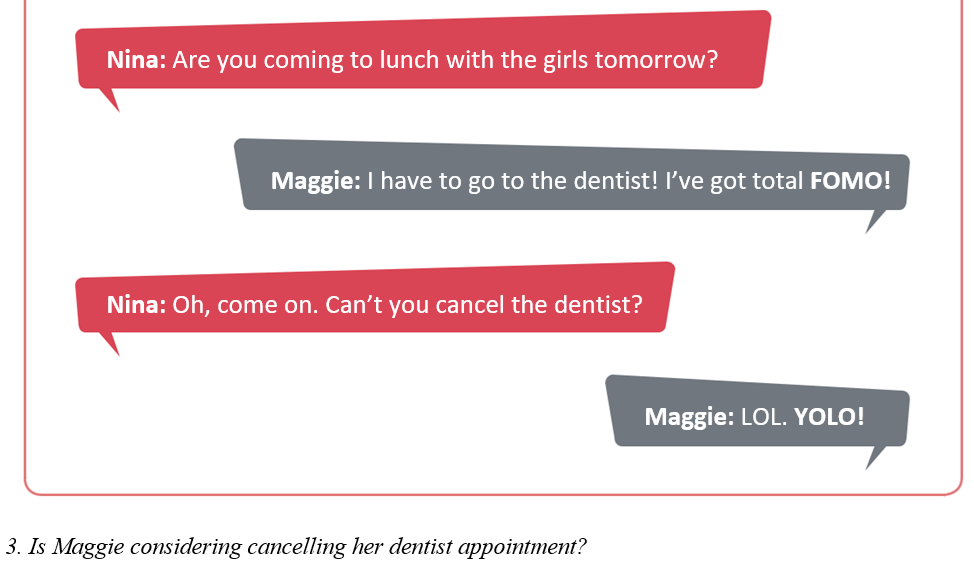 Nina: Are you coming to lunch with the girls tomorrow?
Maggie: I have to go to the dentist! I’ve got total FOMO!
Nina: Oh, come on. Can’t you cancel the dentist?
Maggie: LOL. YOLO!
3. Is Maggie considering cancelling her dentist appointment?